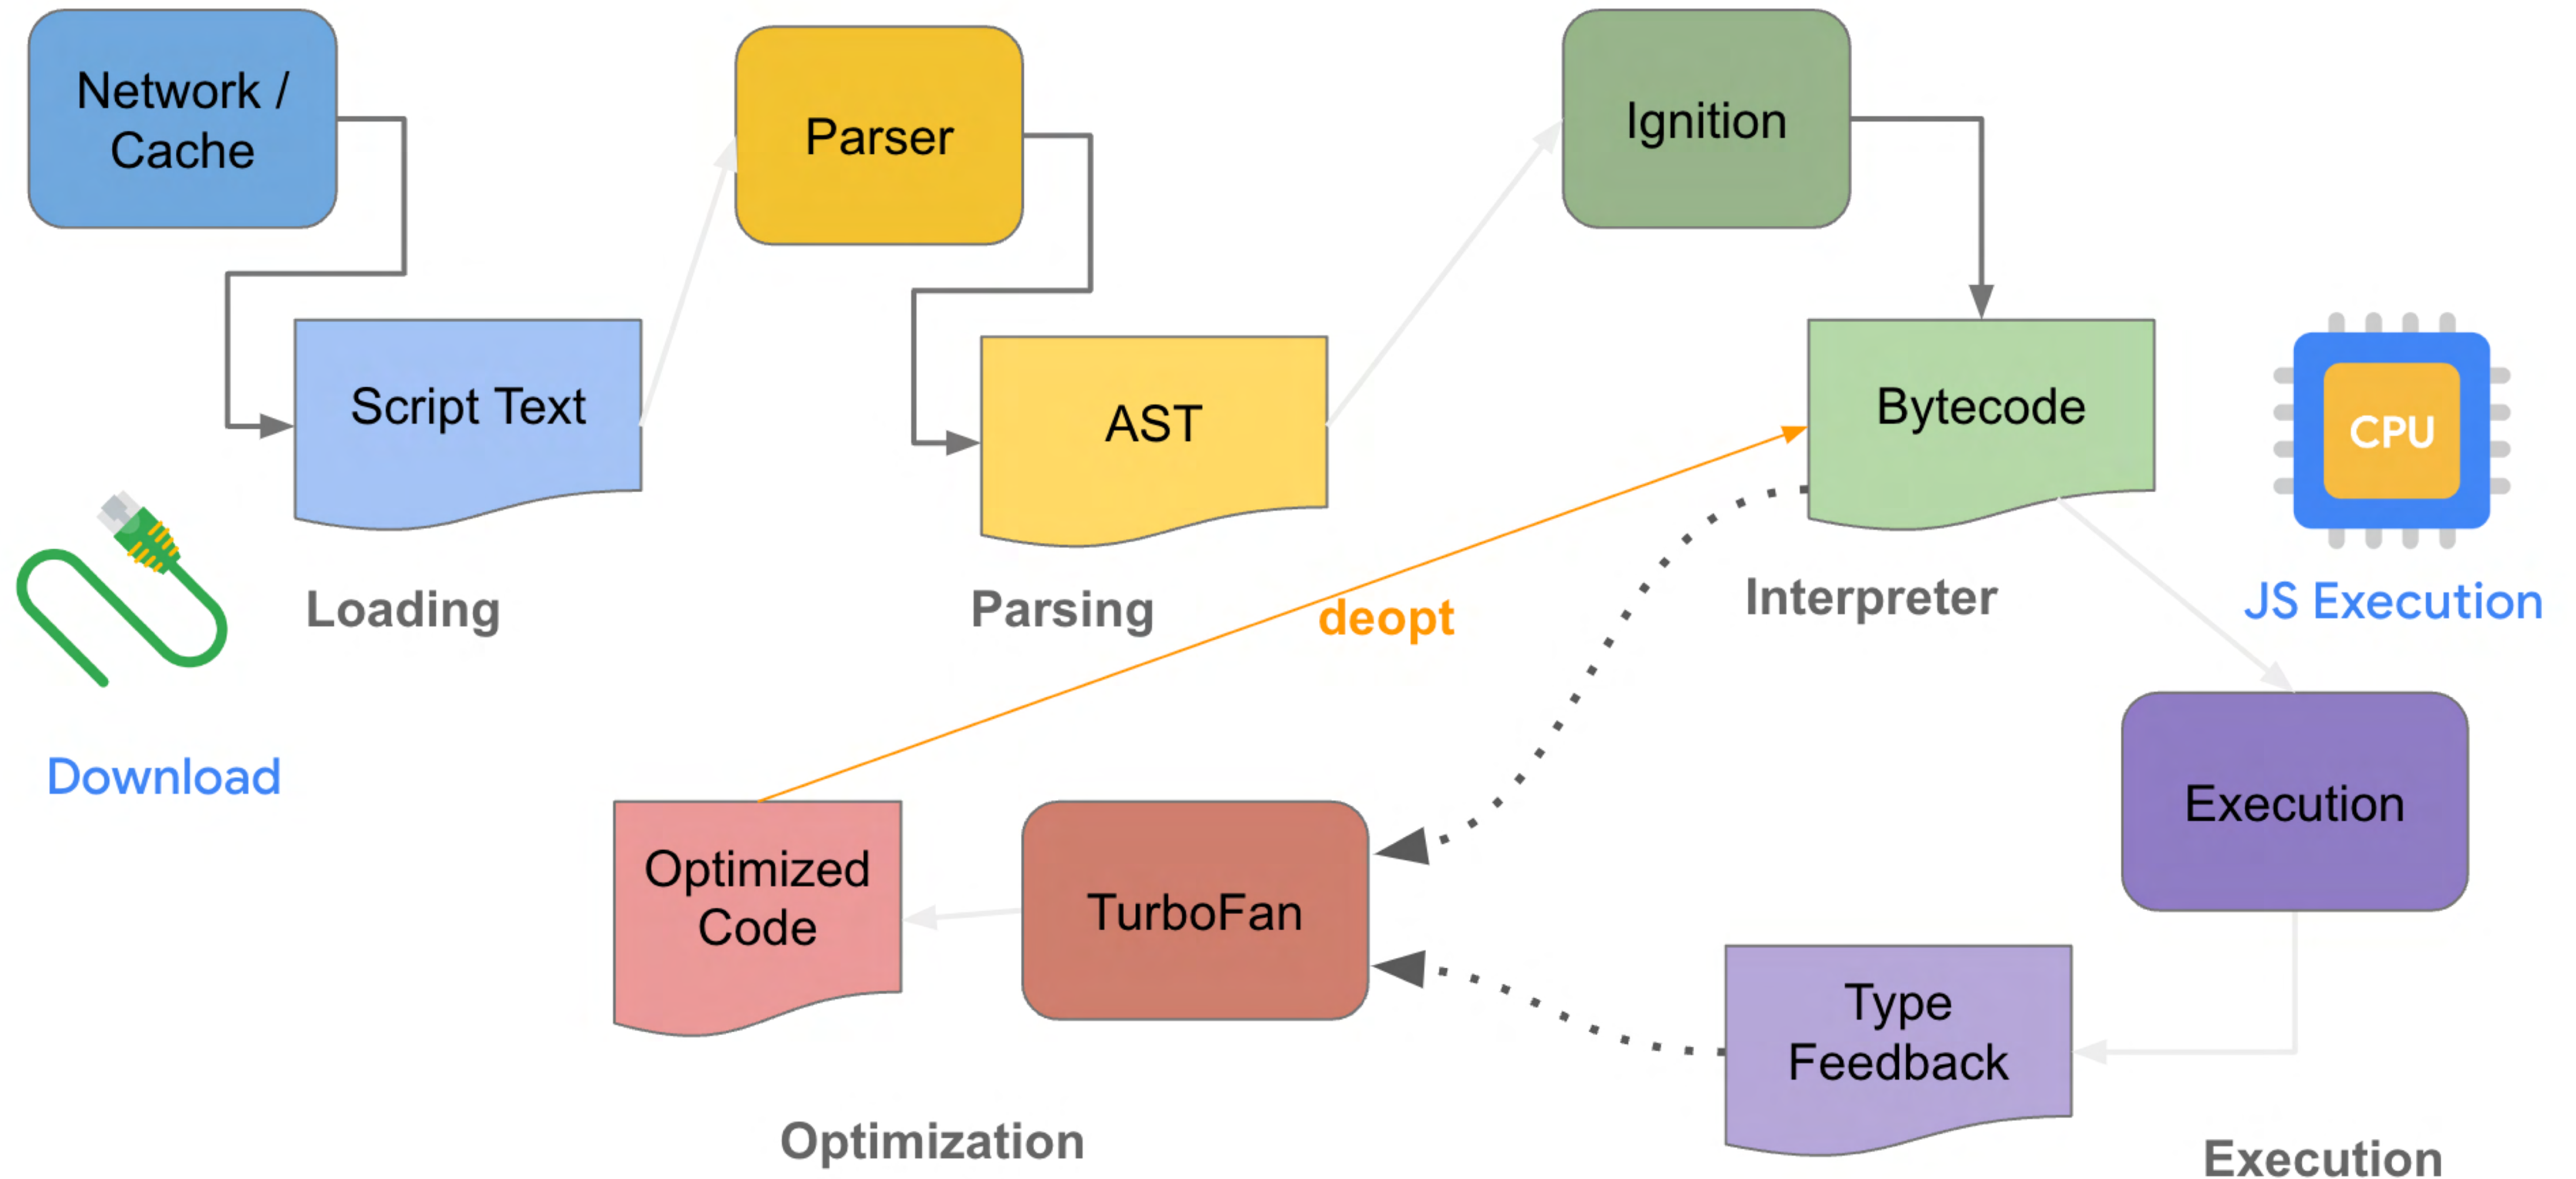 Network /
Cache
Parser
Ignition
Script Text
AST
Bytecode
CPU
Loading
Parsing
deopt
Interpreter
JS Execution
Download
Optimized
Code
TurboFan
Execution
Type
Feedback
Optimization
Execution